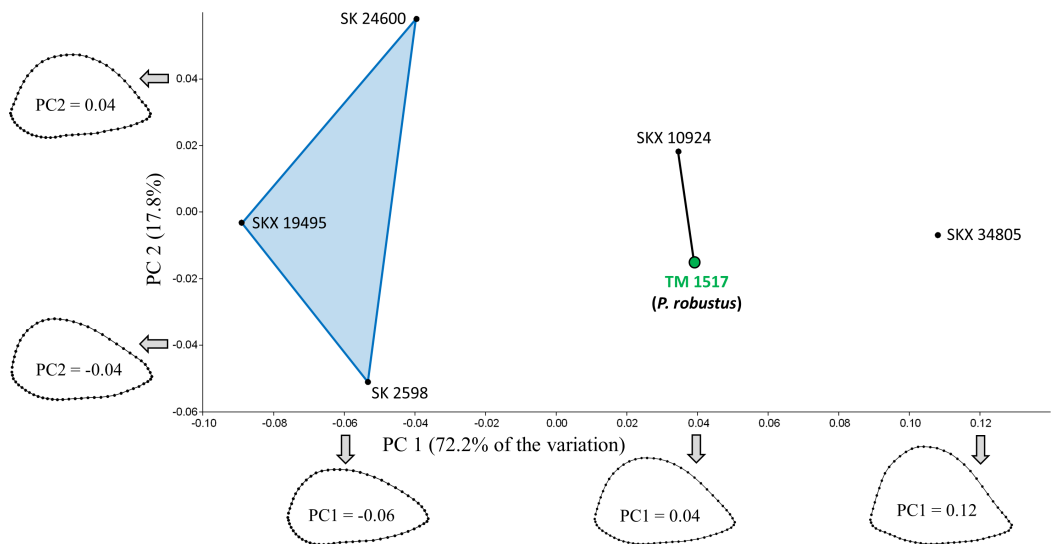 SK 24600
PC2 = 0.04
0.04
SKX 10924
0.02
PC 2 (17.8%)
0.00
SKX 19495
SKX 34805
-0.02
TM 1517
(P. robustus)
PC2 = -0.04
-0.04
SK 2598
-0.06
-0.10 -0.08 -0.06 -0.04 -0.02 0.00 0.02 0.04 0.06 0.08 0.10 0.12
PC 1 (72.2% of the variation)
PC1 = -0.06
PC1 = 0.04
PC1 = 0.12